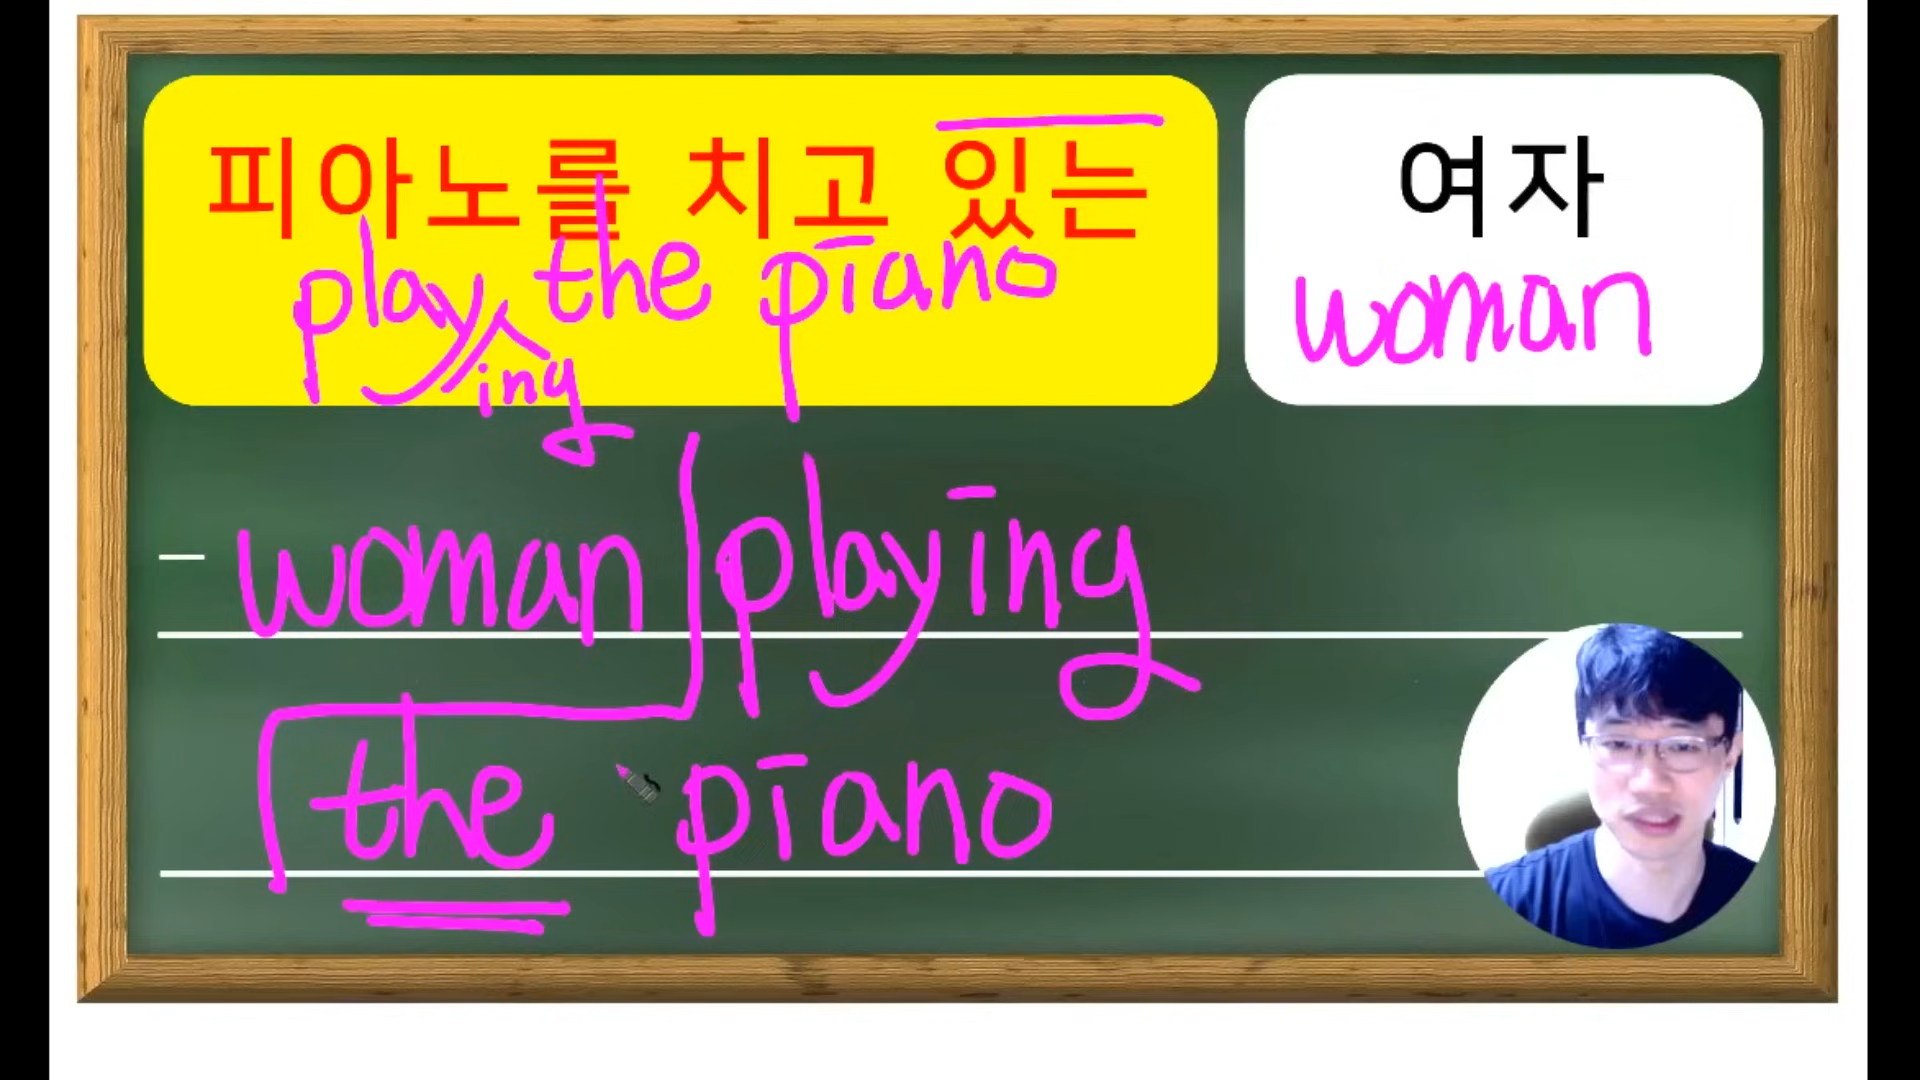 피아노를 치고 있는
play the piano
ing
여자
woman
woman playing
the piano